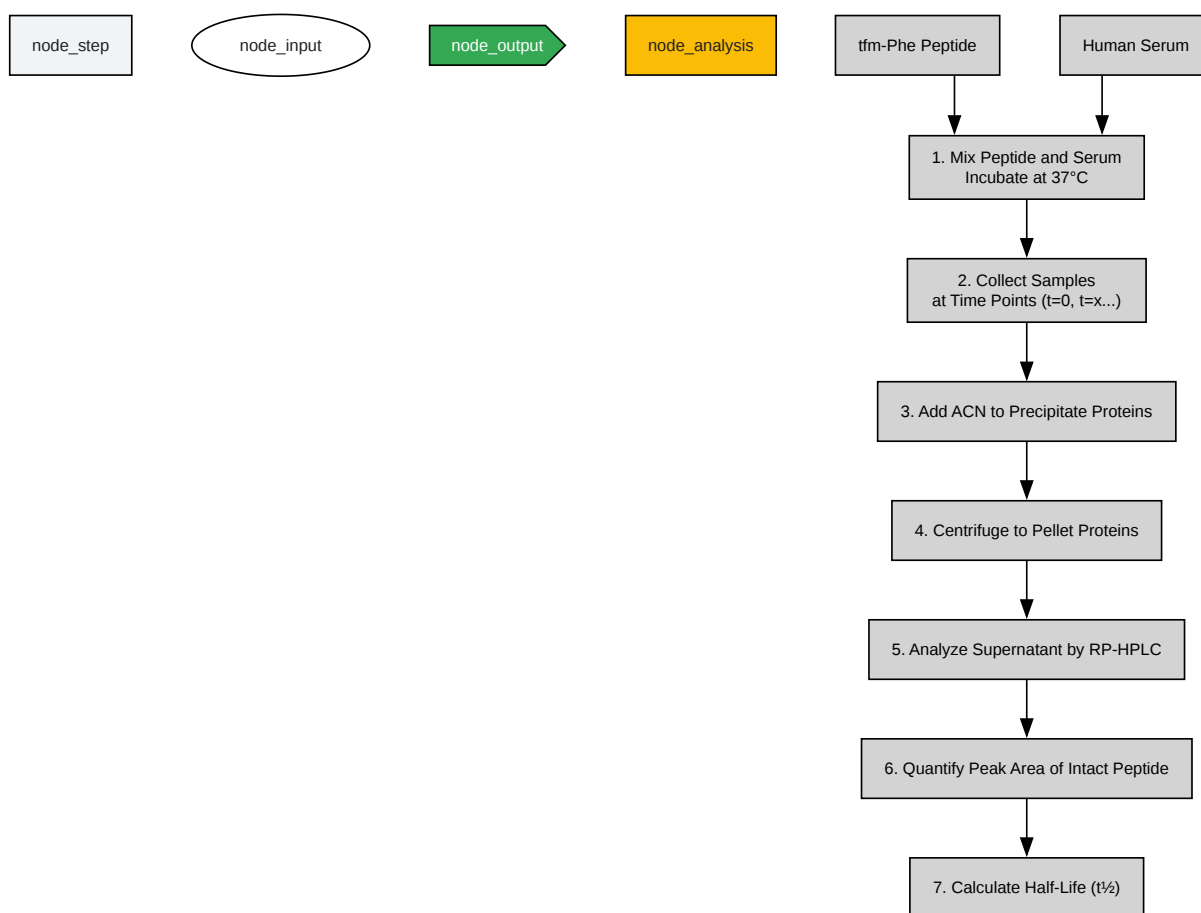 node_step
node_input
node_output
node_analysis
tfm-Phe Peptide
Human Serum
1. Mix Peptide and Serum
Incubate at 37°C
2. Collect Samples
at Time Points (t=0, t=x...)
3. Add ACN to Precipitate Proteins
4. Centrifuge to Pellet Proteins
5. Analyze Supernatant by RP-HPLC
6. Quantify Peak Area of Intact Peptide
7. Calculate Half-Life (t½)